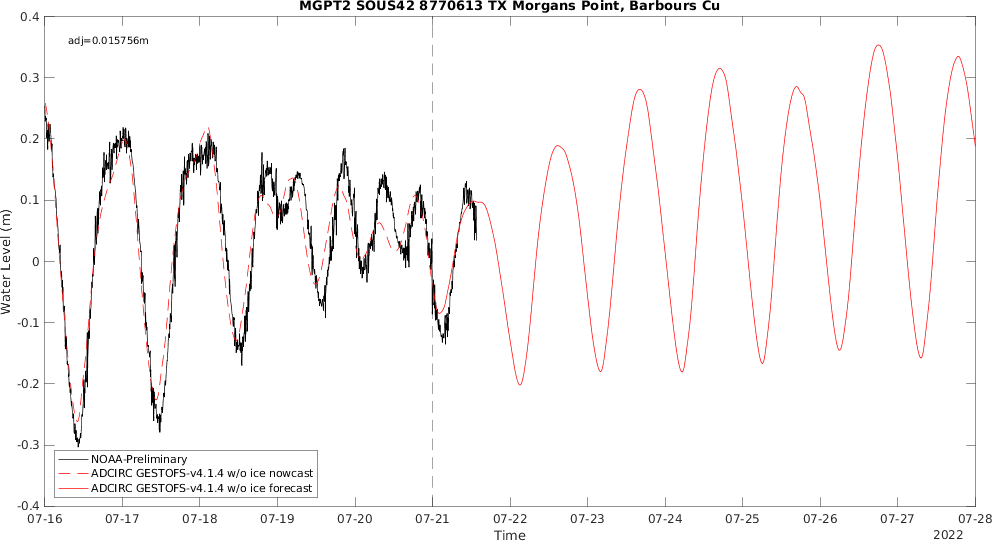 MGPT2 SOUS42 8770613 TX Morgans Point, Barbours Cu
adj=0.015756m
0.4
0.3
0.2
0.1
0
-0.1
-0.2
-0.3
-0.4
Water Level (m)
NOAA-Preliminary
ADCIRC GESTOFS-v4.1.4 w/o ice nowcast
ADCIRC GESTOFS-v4.1.4 w/o ice forecast
07-16 07-17 07-18 07-19 07-20 07-21 07-22 07-23 07-24 07-25 07-26 07-27 07-28
Time
2022